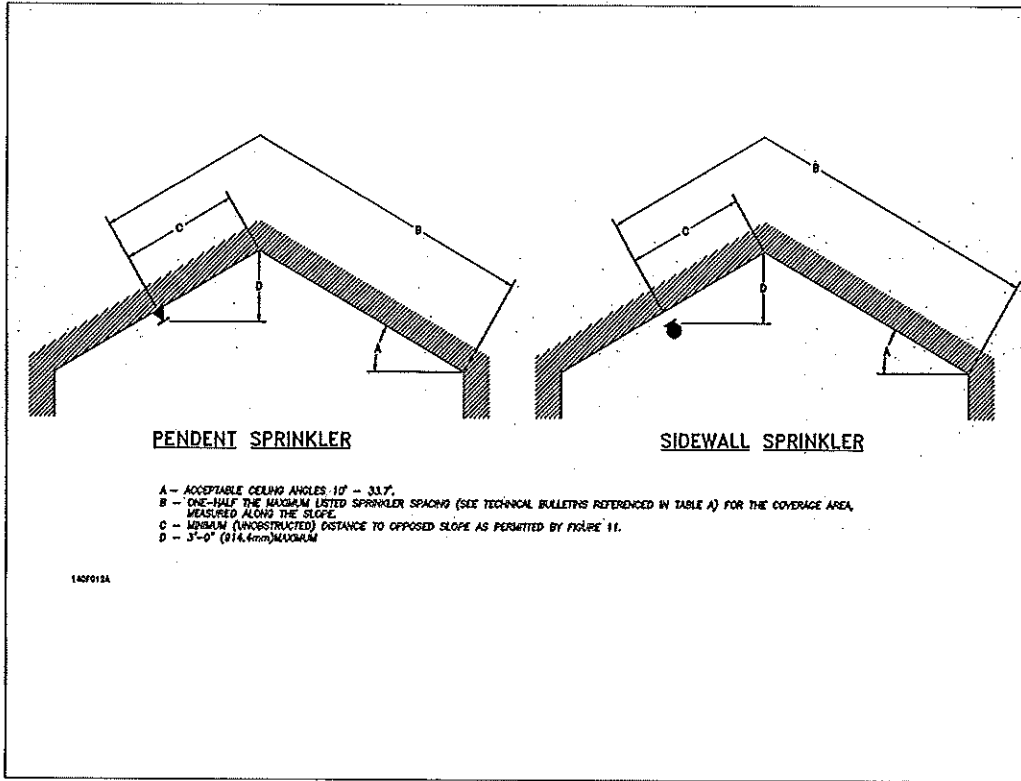 C
B
D
A
C
B
D
A
PENDENT SPRINKLER
SIDEWALL SPRINKLER
A – ACCEPTABLE CEILING ANGLES 10° – 33.7°.
B – ONE-HALF THE MAXIMUM LISTED SPRINKLER SPACING (SEE TECHNICAL BULLETINS REFERENCED IN TABLE A) FOR THE COVERAGE AREA,
MEASURED ALONG THE SLOPE.
C – MINIMUM (UNOBSTRUCTED) DISTANCE TO OPPOSED SLOPE AS PERMITTED BY FIGURE 11.
D – 3'-0" (914.4mm)MAXIMUM
140F012A